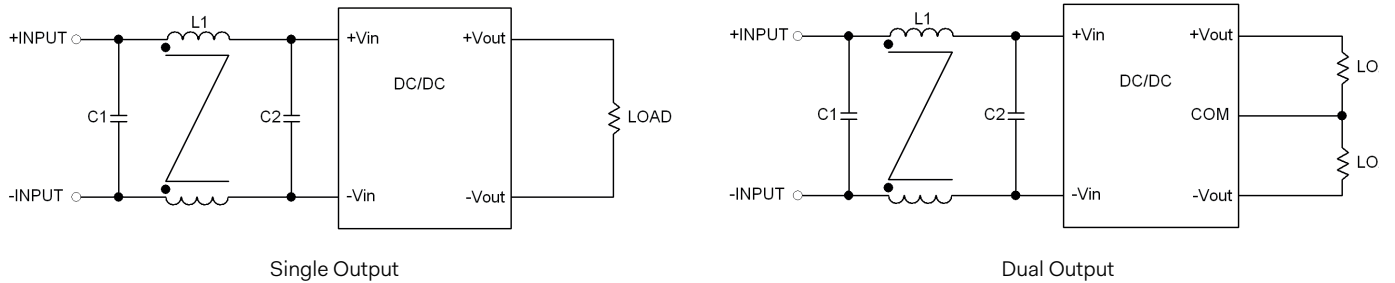 L1
+INPUT
+Vin
+Vout
DC/DC
C1
C2
LOAD
-INPUT
-Vin
-Vout
Single Output
L1
+INPUT
+Vin
+Vout
LO
DC/DC
C1
C2
COM
LO
-INPUT
-Vin
-Vout
Dual Output